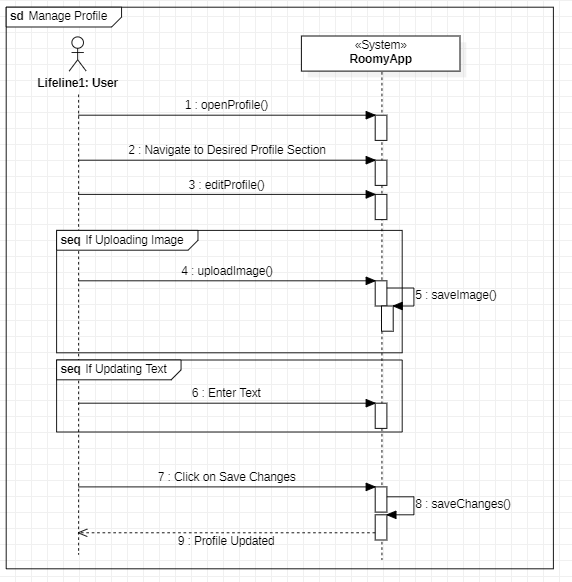 sd Manage Profile
«System»
RoomyApp
Lifeline1: User
1 : openProfile()
2 : Navigate to Desired Profile Section
3 : editProfile()
seq If Uploading Image
4 : uploadImage()
5 : saveImage()
seq If Updating Text
6 : Enter Text
7 : Click on Save Changes
8 : saveChanges()
9 : Profile Updated